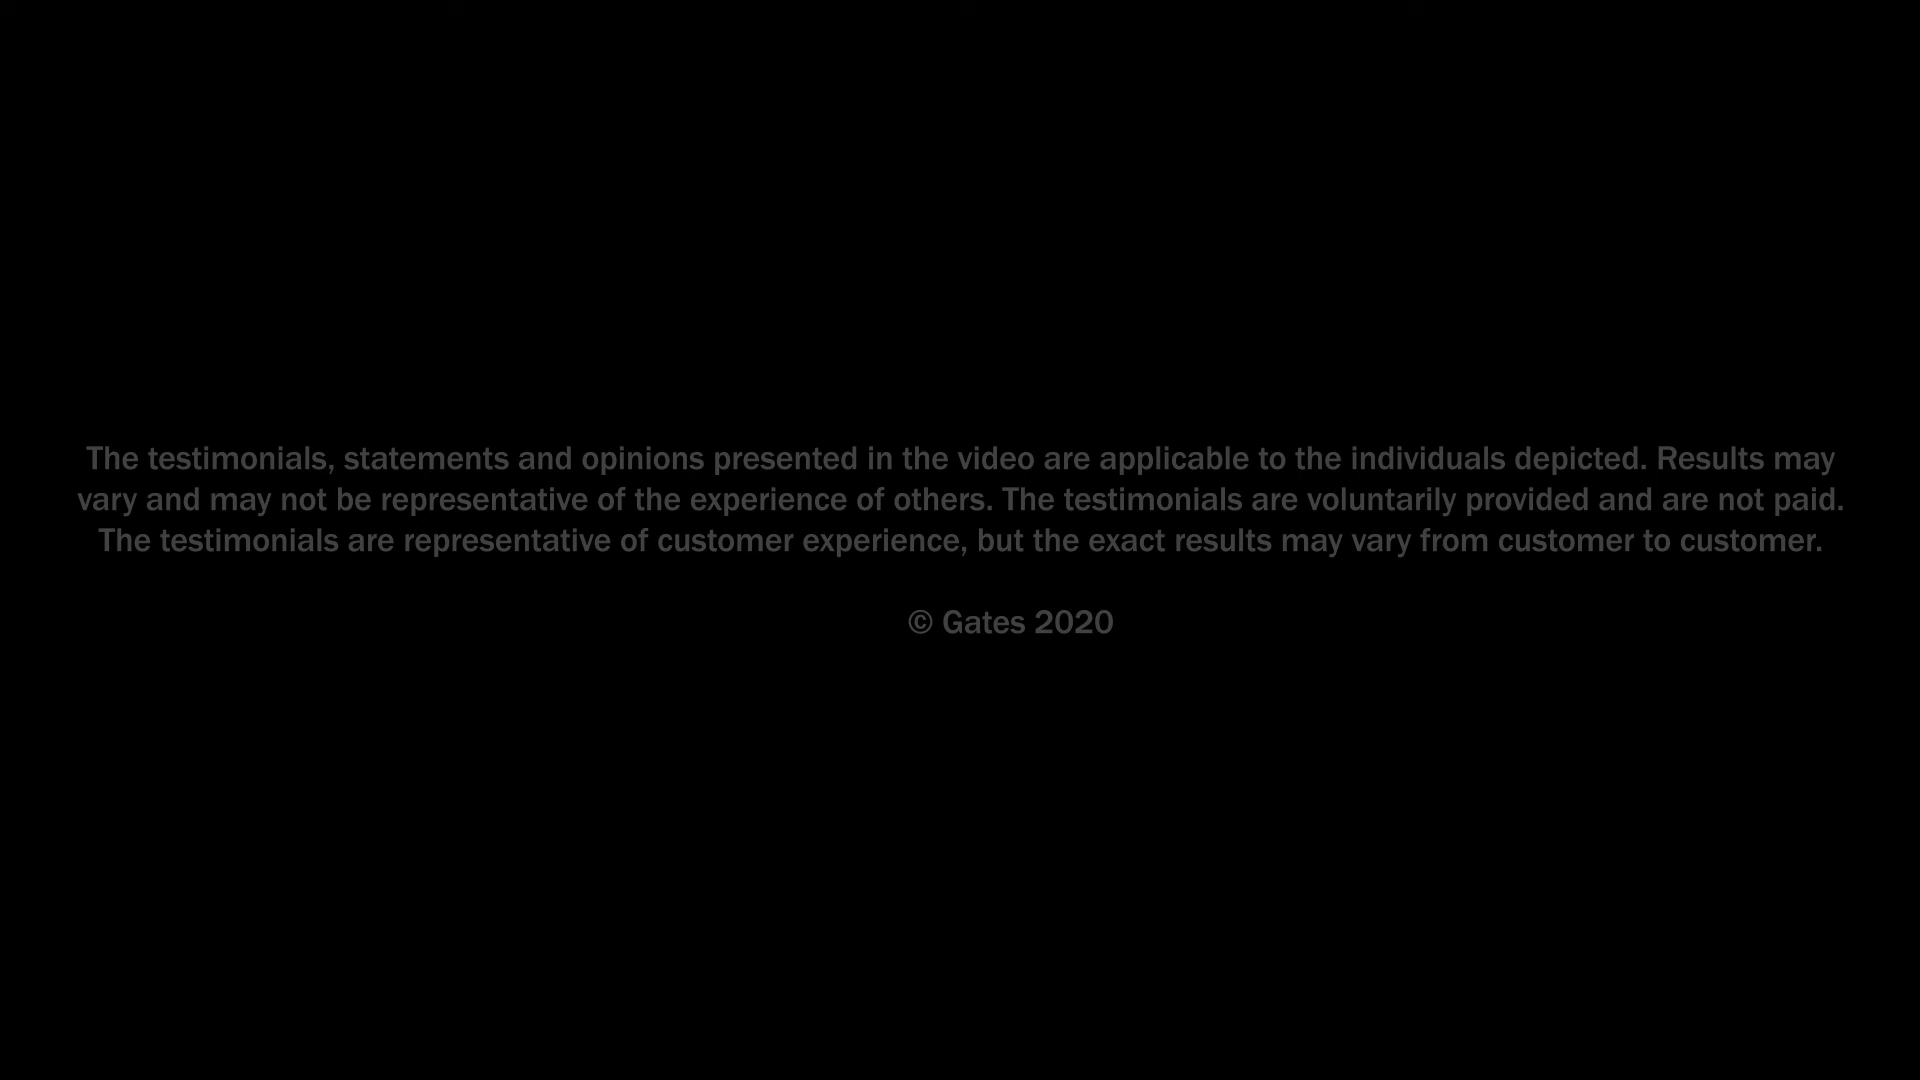 The testimonials, statements and opinions presented in the video are applicable to the individuals depicted. Results may
vary and may not be representative of the experience of others. The testimonials are voluntarily provided and are not paid.
The testimonials are representative of customer experience, but the exact results may vary from customer to customer.
© Gates 2020